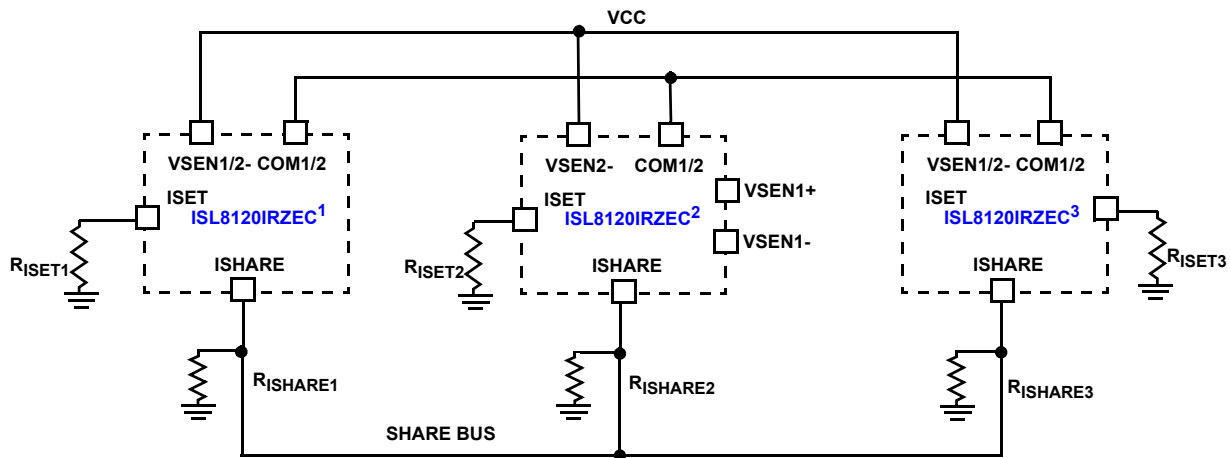 VCC
VSEN1/2- COM1/2
ISET
ISL8120IRZEC1
RISET1
ISHARE
RISHARE1
VSEN2- COM1/2
VSEN1+
ISET
ISL8120IRZEC2
VSEN1-
RISET2
ISHARE
RISHARE2
VSEN1/2- COM1/2
ISET
ISL8120IRZEC3
RISET3
ISHARE
RISHARE3
SHARE BUS